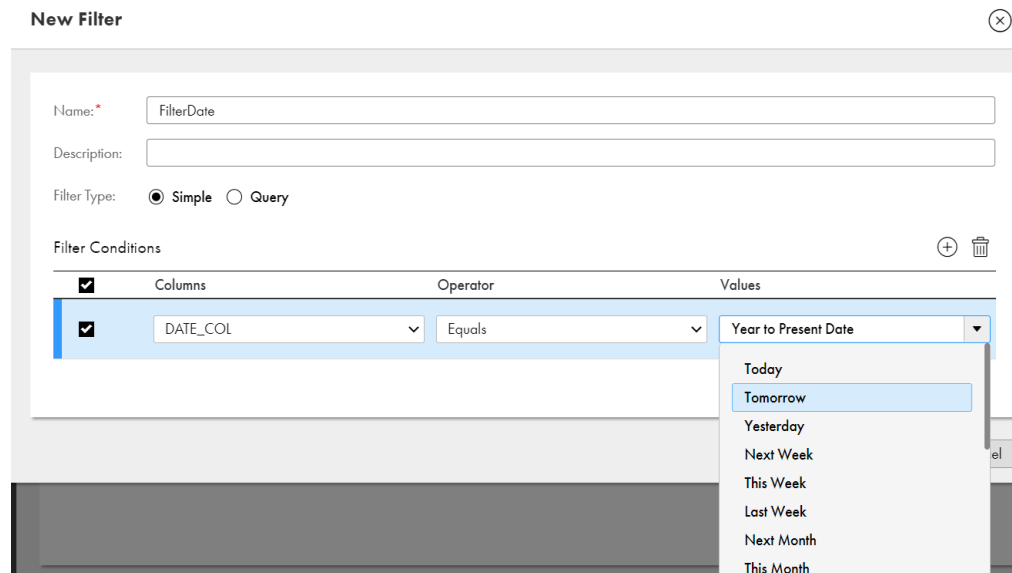 New Filter
Name:*
FilterDate
Description:
Filter Type:
Simple
Query
Filter Conditions
Columns
Operator
Values
DATE_COL
Equals
Year to Present Date
Today
Tomorrow
Yesterday
Next Week
el
This Week
Last Week
Next Month
This Month